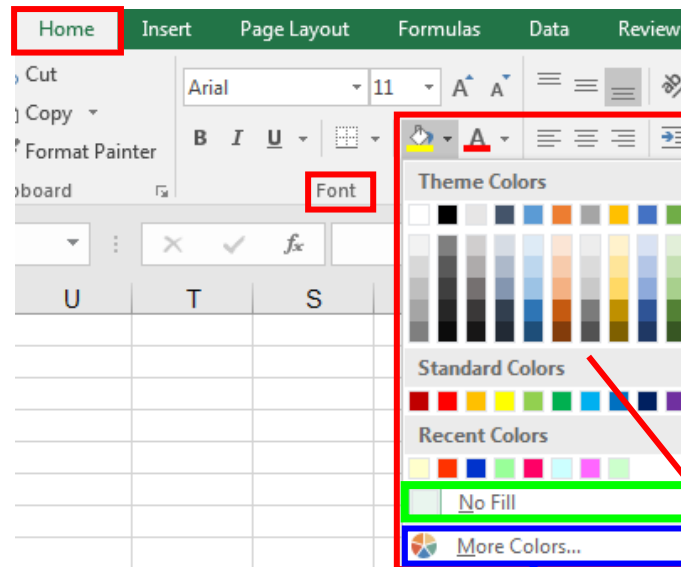 Home Insert Page Layout Formulas Data Review
Cut
Arial 11 A A
Copy
B I U A
Format Painter
Font
Theme Colors
fx
U T S
Standard Colors
Recent Colors
No Fill
More Colors...